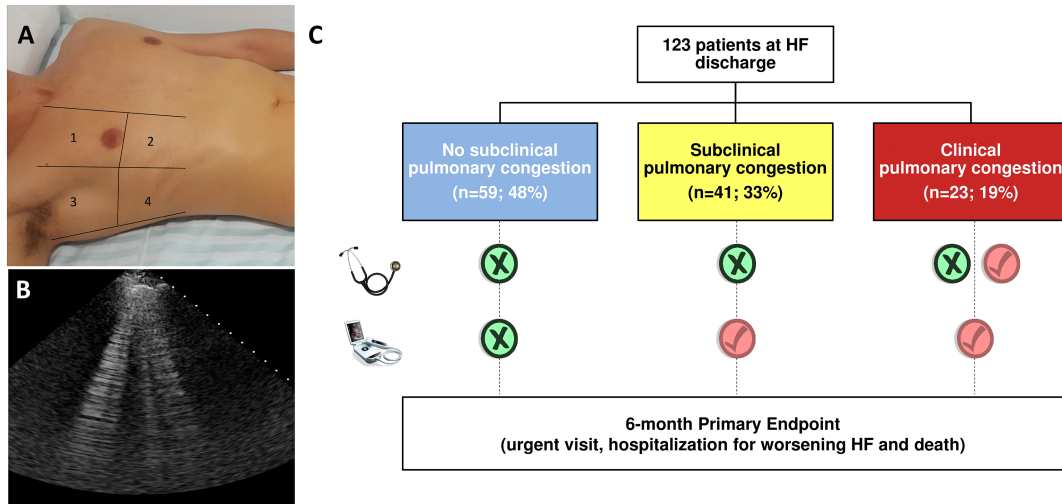 A
1
2
3
4
B
C
123 patients at HF
discharge
No subclinical
pulmonary congestion
(n=59; 48%)
Subclinical
pulmonary congestion
(n=41; 33%)
Clinical
pulmonary congestion
(n=23; 19%)
6-month Primary Endpoint
(urgent visit, hospitalization for worsening HF and death)